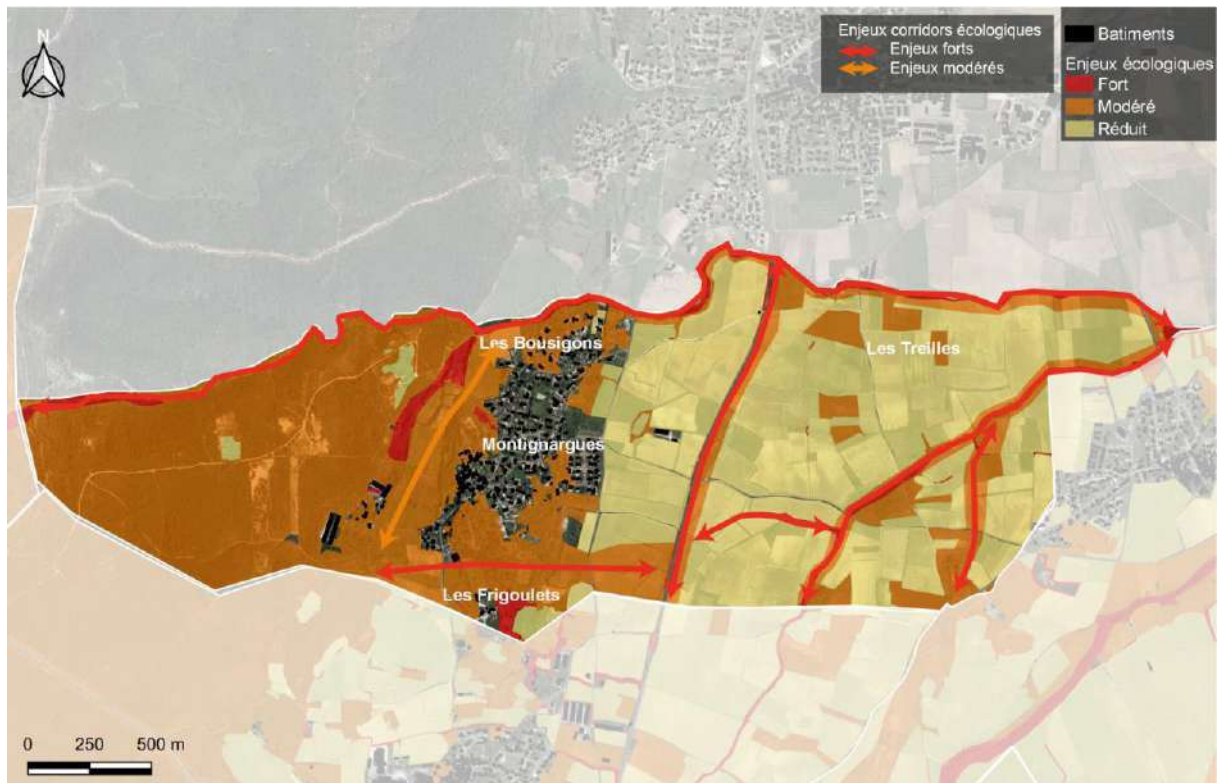 N
Enjeux corridors écologiques
Enjeux forts
Enjeux modérés
Batiments
Enjeux écologiques
Fort
Modéré
Réduit
Les Bousigons
Les Treilles
Montignargues
Les Frigoulets
0 250 500 m